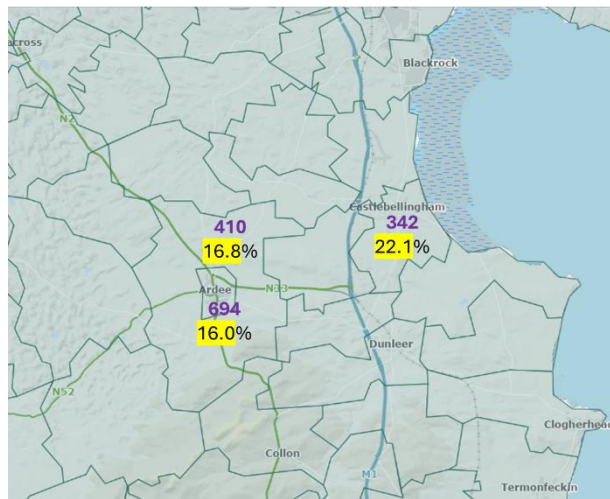 across
Blackrock
N2
Castlebellingham
410
342
16.8%
22.1%
Ardee
N33
694
16.0%
Dunleer
N52
Clogherhead
Collon
M1
Termonfeckin